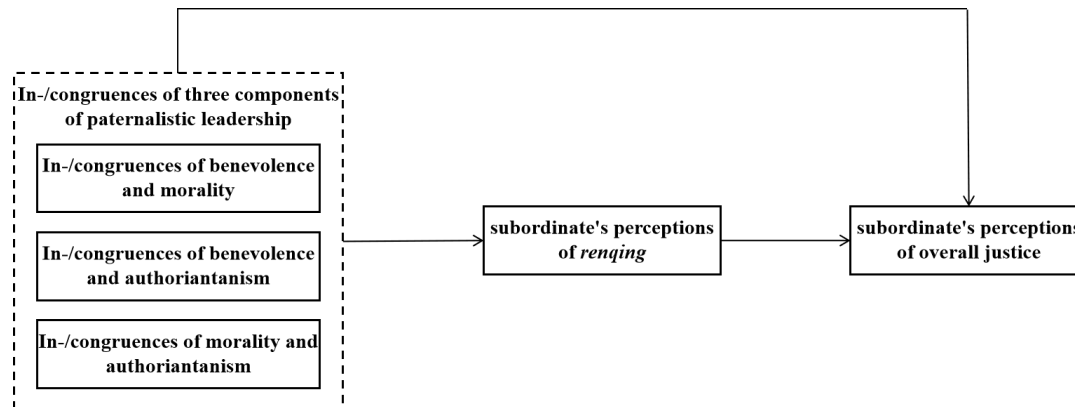 In-/congruences of three components
of paternalistic leadership
In-/congruences of benevolence
and morality
In-/congruences of benevolence
and authoriantanism
In-/congruences of morality and
authoriantanism
subordinate's perceptions
of renqing
subordinate's perceptions
of overall justice